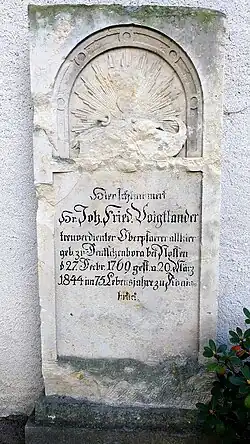 Hier schlummert
Hr. Joh. Fried. Voigtländer
treuverdienter Oberpfarrer allhier
geb. zu Deutschenbora bei Nossen
d 27. Febr. 1769 gest. u. 20. März
1844 im 75 Lebensjahre zu